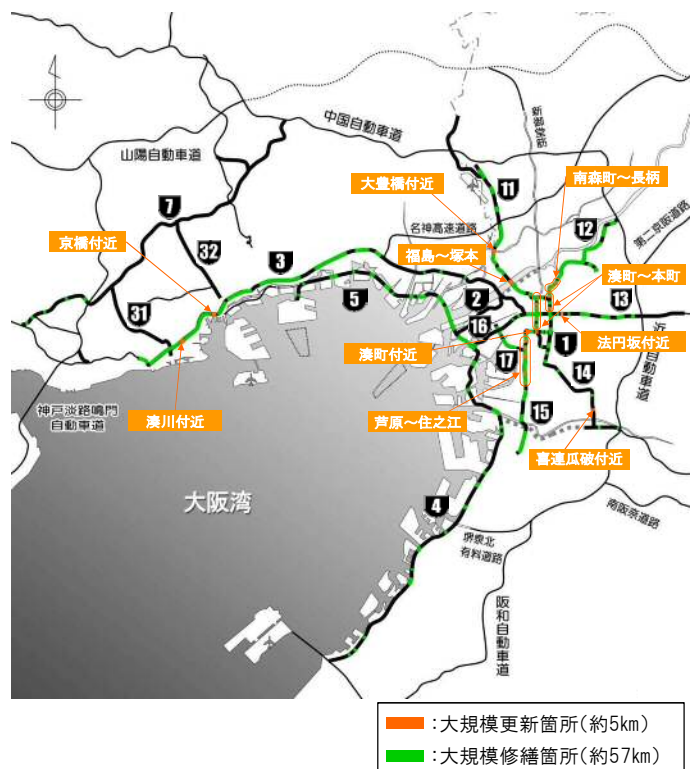 中国自動車道
山陽自動車道
新御堂筋
大豊橋付近
南森町～長柄
11
7
12
第二京阪道路
名神高速道路
京橋付近
32
3
福島～塚本
湊町～本町
5
2
13
31
16
法円坂付近
湊町付近
1
17
14
神戸淡路鳴門
自動車道
湊川付近
芦原～住之江
15
喜連瓜破付近
大阪湾
4
南阪奈道路
堺泉北
有料道路
阪和自動車道
：大規模更新箇所(約5km)
：大規模修繕箇所(約57km)